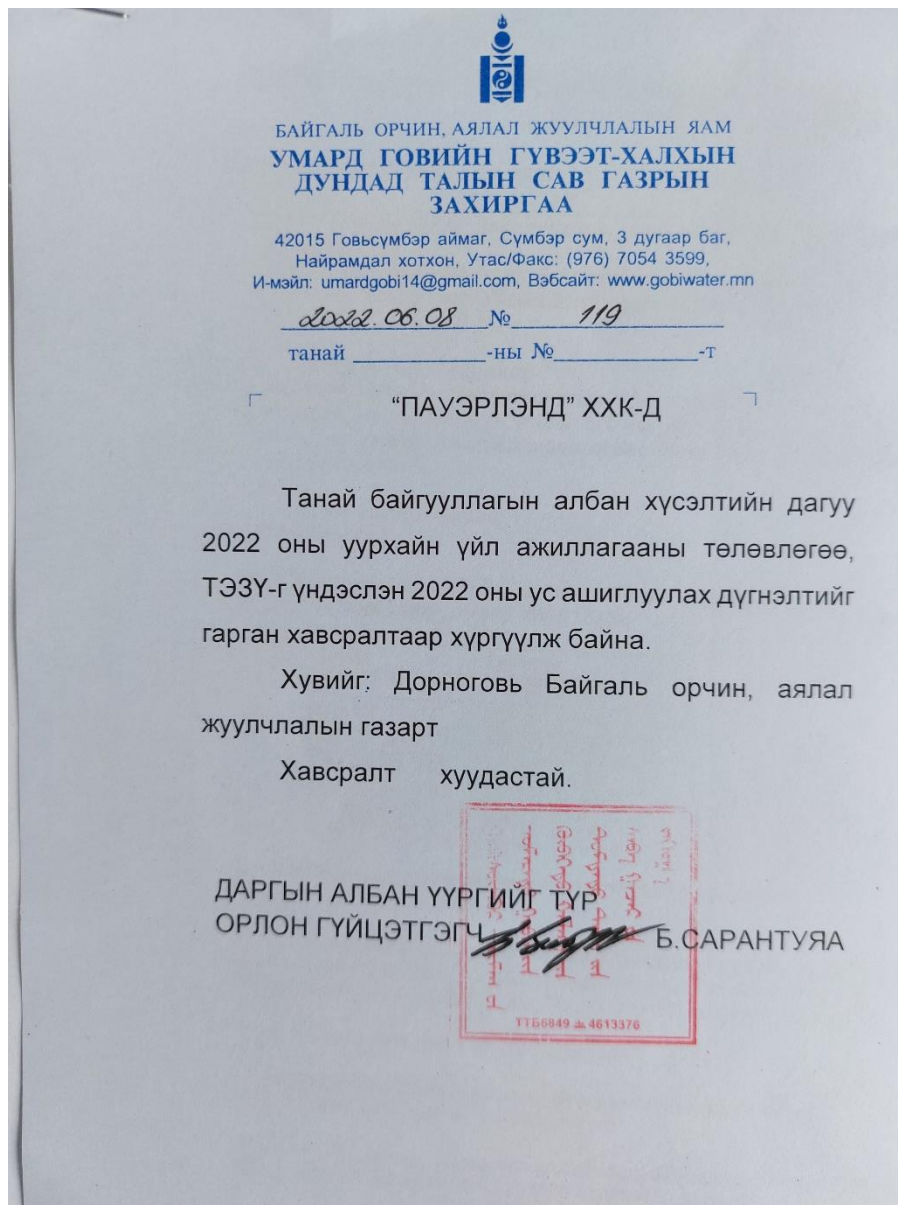 БАЙГАЛЬ ОРЧИН, АЯЛАЛ ЖУУЛЧЛАЛЫН ЯАМ
УМАРД ГОВИЙН ГҮВЭЭТ-ХАЛХЫН
ДУНДАД ТАЛЫН САВ ГАЗРЫН
ЗАХИРГАА
42015 Говьсүмбэр аймаг, Сүмбэр сум, 3 дугаар баг,
Найрамдал хотхон, Утас/Факс: (976) 7054 3599,
И-мэйл: umardgobi14@gmail.com, Вэбсайт: www.gobiwater.mn
2022.06.08 № 119
танай ____________-ны №____________-т
“ПАУЭРЛЭНД” ХХК-Д
Танай байгууллагын албан хүсэлтийн дагуу
2022 оны уурхайн үйл ажиллагааны төлөвлөгөө,
ТЭЗҮ-г үндэслэн 2022 оны ус ашиглуулах дүгнэлтийг
гарган хавсралтаар хүргүүлж байна.
Хувийг: Дорноговь Байгаль орчин, аялал
жуулчлалын газарт
Хавсралт хуудастай.
ДАРГЫН АЛБАН ҮҮРГИЙГ ТҮР
ОРЛОН ГҮЙЦЭТГЭГЧ Б.САРАНТУЯА
4613376